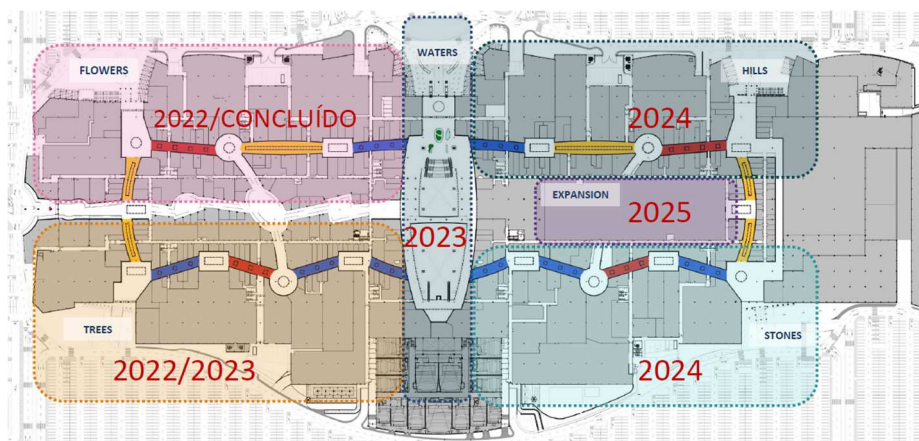 FLOWERS
WATERS
HILLS
2022/CONCLUÍDO
2024
EXPANSION
2025
2023
TREES
STONES
2022/2023
2024